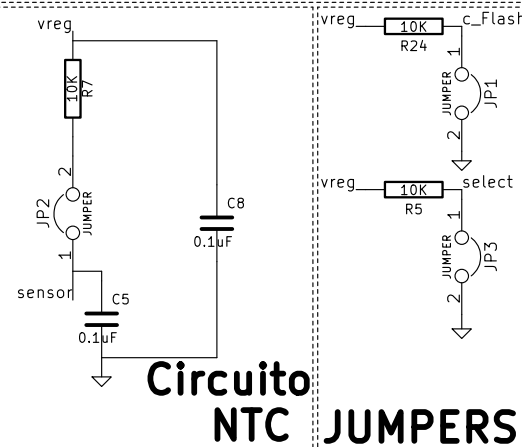 vreg
10K
R7
2
JP2
JUMPER
1
sensor
C5
0.1uF
C8
0.1uF
Circuito
NTC
vreg
10K
R24
c_Flash
1
JUMPER
JP1
2
vreg
10K
R5
select
1
JUMPER
JP3
2
JUMPERS